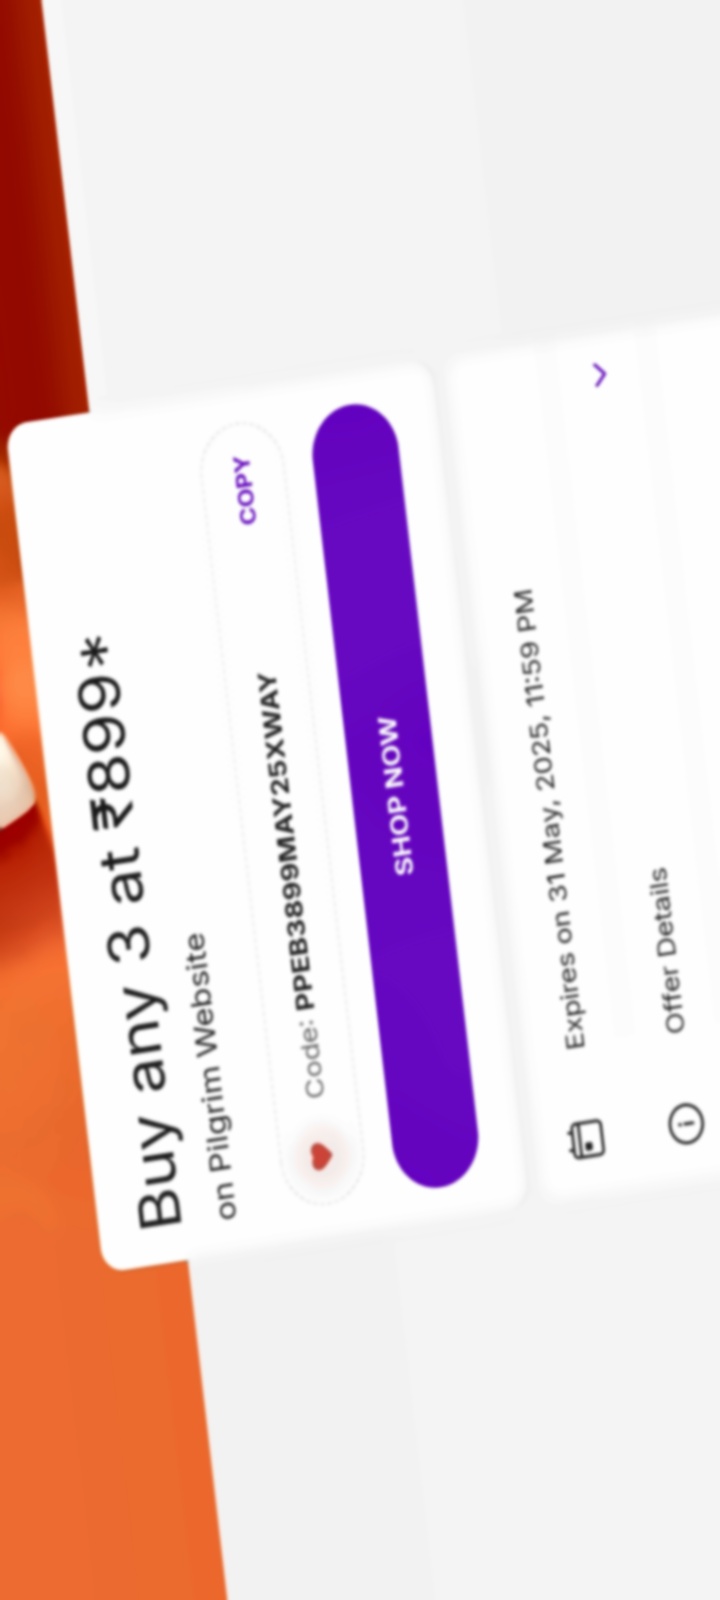 Buy any 3 at ₹899*
on Pilgrim Website
Code: PPEB3899MAY25XWAY COPY
SHOP NOW
Expires on 31 May, 2025, 11:59 PM
Offer Details